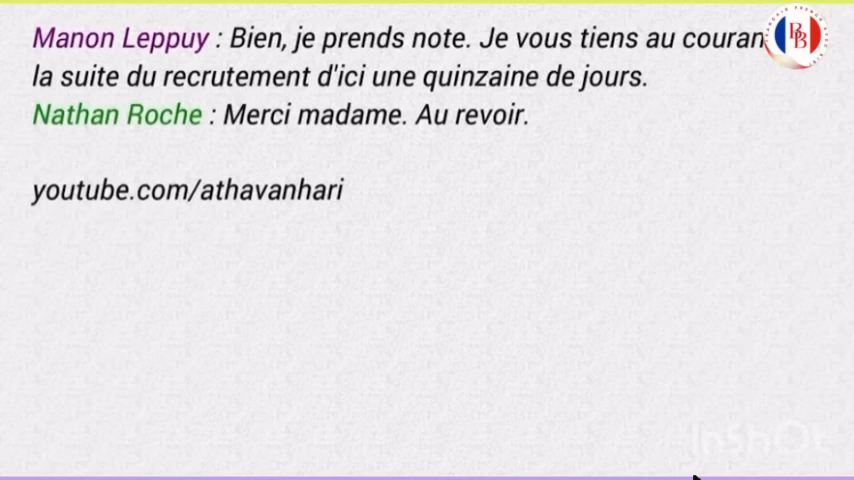 Manon Leppuy : Bien, je prends note. Je vous tiens au couran
la suite du recrutement d'ici une quinzaine de jours.
Nathan Roche : Merci madame. Au revoir.
youtube.com/athavanhari
InShOt